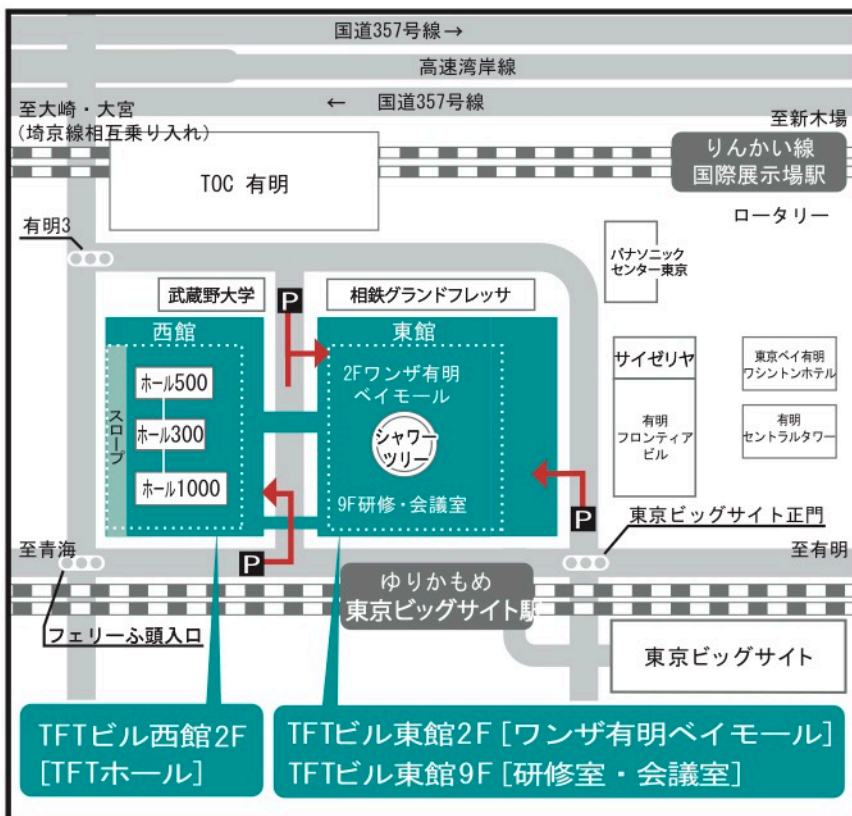 国道357号線→
高速湾岸線
← 国道357号線
至大崎・大宮
(埼京線相互乗り入れ)
至新木場
りんかい線
国際展示場駅
TOC 有明
ロータリー
有明3
パナソニック
センター東京
武蔵野大学
P
相鉄グランドフレッサ
西館
東館
スロープ
ホール500
ホール300
ホール1000
2Fワンザ有明
ベイモール
シャワー
ツリー
9F研修・会議室
サイゼリヤ
有明
フロンティア
ビル
東京ベイ有明
ワシントンホテル
有明
セントラルタワー
P
P
東京ビッグサイト正門
至青海
至有明
ゆりかもめ
東京ビッグサイト駅
フェリーふ頭入口
東京ビッグサイト
TFTビル西館2F
[TFTホール]
TFTビル東館2F[ワンザ有明ベイモール]
TFTビル東館9F[研修室・会議室]